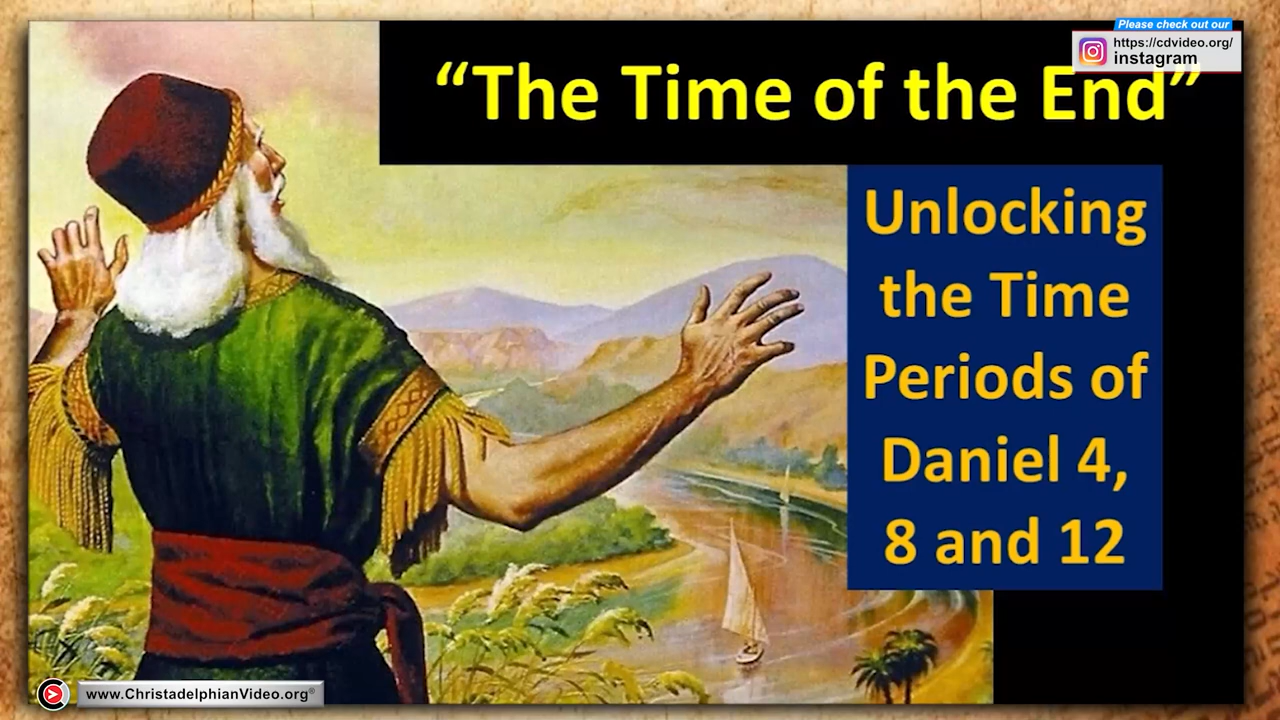 Please check out our
https://cdvideo.org/
instagram
“The Time of the End”
Unlocking
the Time
Periods of
Daniel 4,
8 and 12
www.ChristadelphianVideo.org®